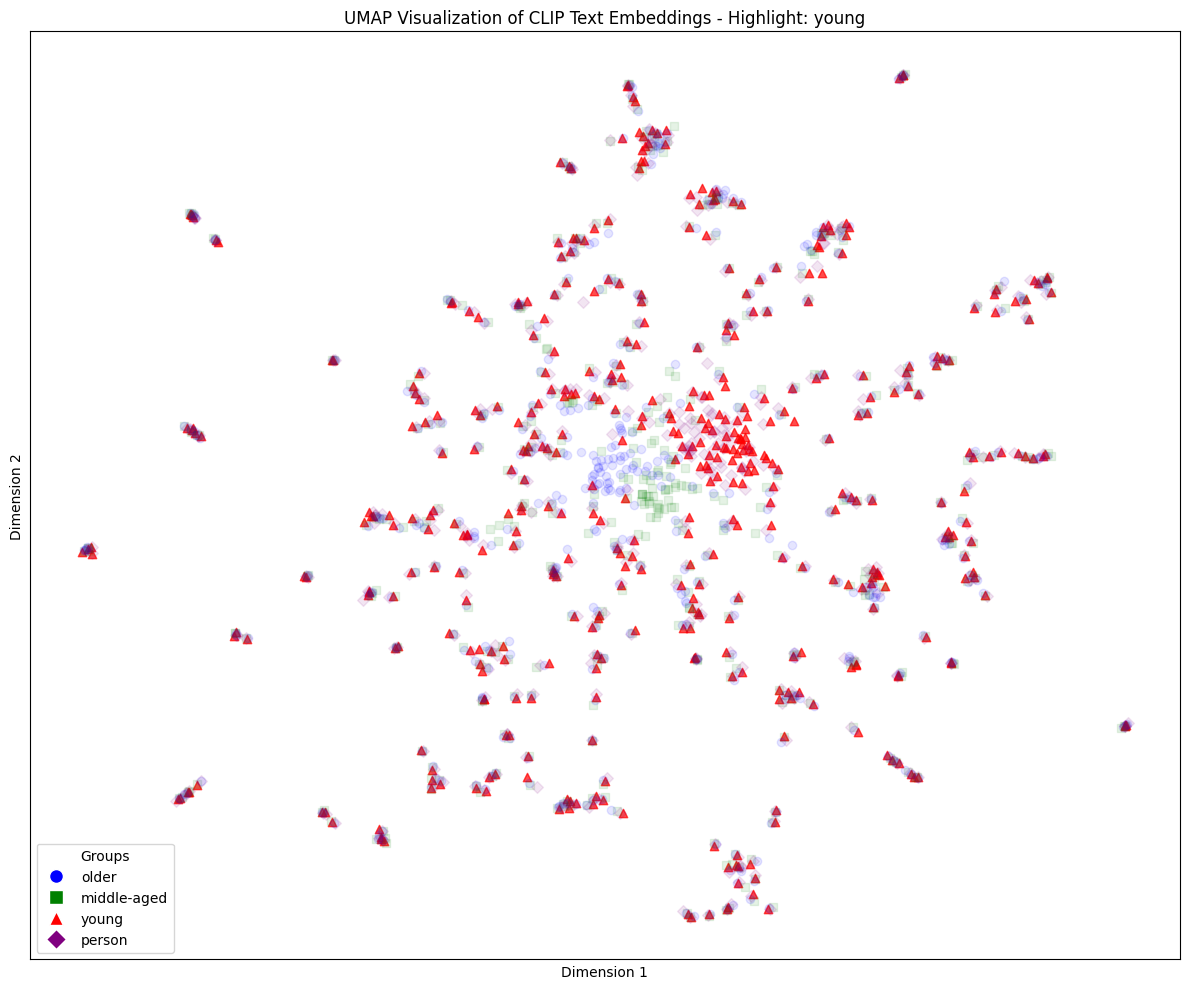 UMAP Visualization of CLIP Text Embeddings - Highlight: young
Dimension 2
Groups
older
middle-aged
young
person
Dimension 1